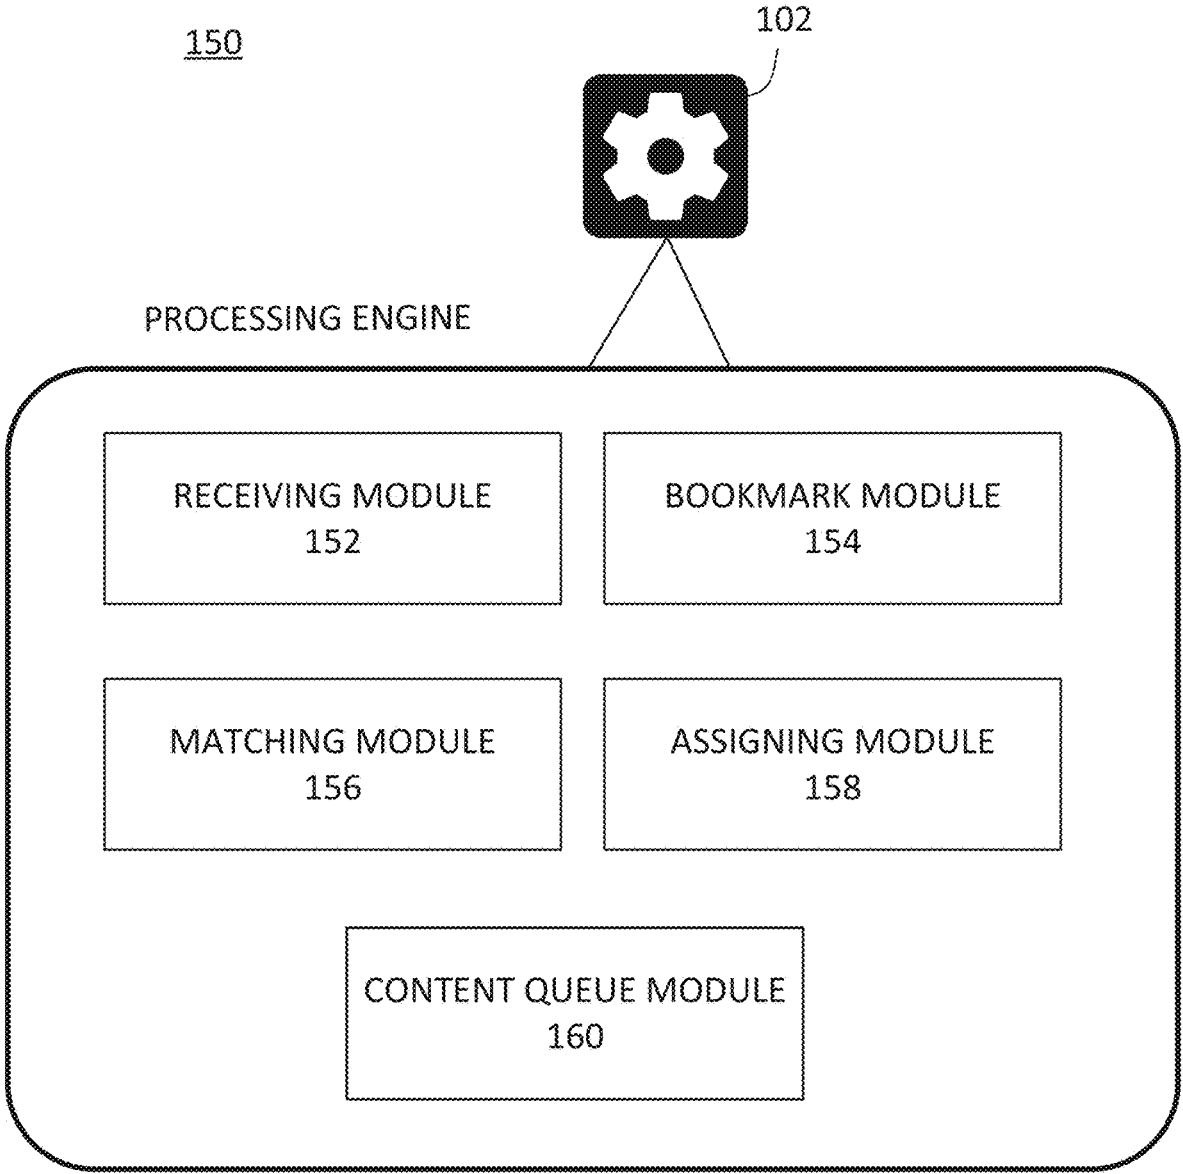 150
102
PROCESSING ENGINE
RECEIVING MODULE
152
BOOKMARK MODULE
154
MATCHING MODULE
156
ASSIGNING MODULE
158
CONTENT QUEUE MODULE
160